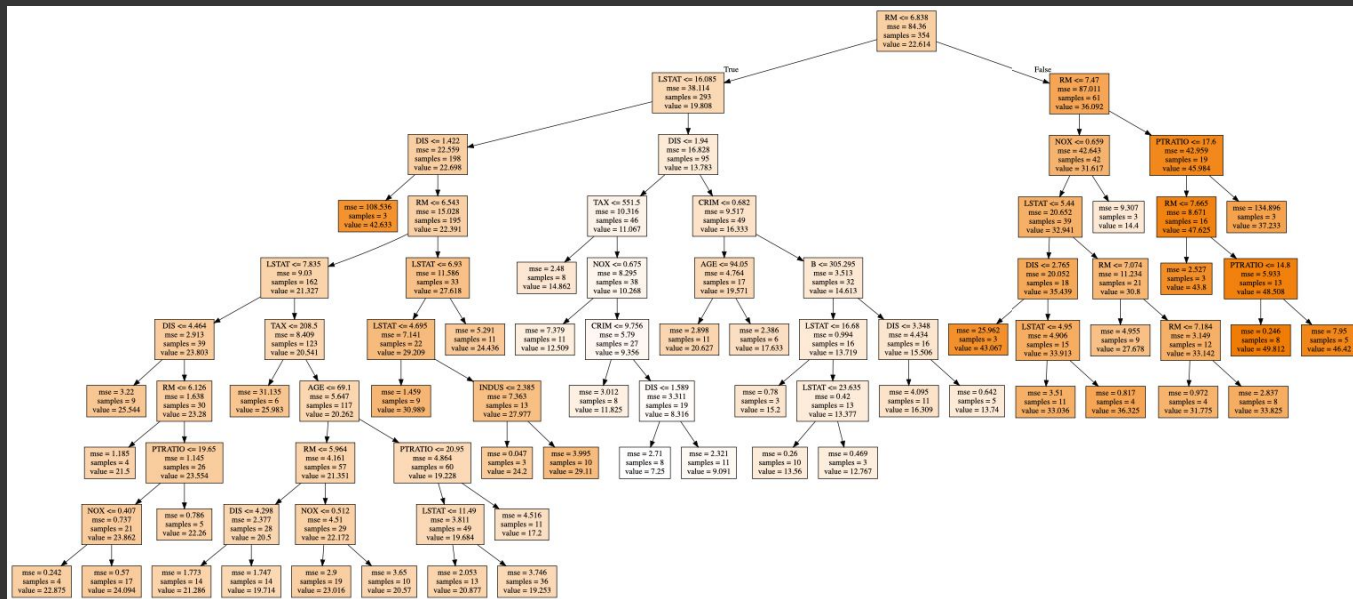 RM <= 6.838
mse = 84.36
samples = 354
value = 22.614
True
False
LSTAT <= 16.085
mse = 38.114
samples = 293
value = 19.808
RM <= 7.47
mse = 87.011
samples = 61
value = 36.092
DIS <= 1.422
mse = 22.559
samples = 198
value = 22.698
DIS <= 1.94
mse = 16.828
samples = 95
value = 13.783
NOX <= 0.659
mse = 42.643
samples = 42
value = 31.617
PTRATIO <= 17.6
mse = 42.959
samples = 19
value = 45.984
mse = 108.536
samples = 3
value = 42.633
RM <= 6.543
mse = 15.028
samples = 195
value = 22.391
TAX <= 551.5
mse = 10.316
samples = 46
value = 11.067
CRIM <= 0.682
mse = 9.517
samples = 49
value = 16.333
LSTAT <= 5.44
mse = 20.652
samples = 39
value = 32.941
mse = 9.307
samples = 3
value = 14.4
RM <= 7.665
mse = 8.671
samples = 16
value = 47.625
mse = 134.896
samples = 3
value = 37.233
LSTAT <= 7.835
mse = 9.03
samples = 162
value = 21.327
LSTAT <= 6.93
mse = 11.586
samples = 33
value = 27.618
mse = 2.48
samples = 8
value = 14.862
NOX <= 0.675
mse = 8.295
samples = 38
value = 10.268
AGE <= 94.05
mse = 4.764
samples = 17
value = 19.571
B <= 305.295
mse = 3.513
samples = 32
value = 14.613
DIS <= 2.765
mse = 20.052
samples = 18
value = 35.439
RM <= 7.074
mse = 11.234
samples = 21
value = 30.8
mse = 2.527
samples = 3
value = 43.8
PTRATIO <= 14.8
mse = 5.933
samples = 13
value = 48.508
DIS <= 4.464
mse = 2.913
samples = 39
value = 23.803
TAX <= 208.5
mse = 8.409
samples = 123
value = 20.541
LSTAT <= 4.695
mse = 7.141
samples = 22
value = 29.209
mse = 5.291
samples = 11
value = 24.436
mse = 7.379
samples = 11
value = 12.509
CRIM <= 9.756
mse = 5.79
samples = 27
value = 9.356
mse = 2.898
samples = 11
value = 20.627
mse = 2.386
samples = 6
value = 17.633
LSTAT <= 16.68
mse = 0.994
samples = 16
value = 13.719
DIS <= 3.348
mse = 4.434
samples = 16
value = 15.506
mse = 25.962
samples = 3
value = 43.067
LSTAT <= 4.95
mse = 4.906
samples = 15
value = 33.913
mse = 4.955
samples = 9
value = 27.678
RM <= 7.184
mse = 3.149
samples = 12
value = 33.142
mse = 0.246
samples = 8
value = 49.812
mse = 7.95
samples = 5
value = 46.42
mse = 3.22
samples = 9
value = 25.544
RM <= 6.126
mse = 1.638
samples = 30
value = 23.28
mse = 31.135
samples = 6
value = 25.983
AGE <= 69.1
mse = 5.647
samples = 117
value = 20.262
mse = 1.459
samples = 9
value = 30.989
INDUS <= 2.385
mse = 7.363
samples = 13
value = 27.977
mse = 3.012
samples = 8
value = 11.825
DIS <= 1.589
mse = 3.311
samples = 19
value = 8.316
mse = 0.78
samples = 3
value = 15.2
LSTAT <= 23.635
mse = 0.42
samples = 13
value = 13.377
mse = 4.095
samples = 11
value = 16.309
mse = 0.642
samples = 5
value = 13.74
mse = 3.51
samples = 11
value = 33.036
mse = 0.817
samples = 4
value = 36.325
mse = 0.972
samples = 4
value = 31.775
mse = 2.837
samples = 8
value = 33.825
mse = 1.185
samples = 4
value = 21.5
PTRATIO <= 19.65
mse = 1.145
samples = 26
value = 23.554
RM <= 5.964
mse = 4.161
samples = 57
value = 21.351
PTRATIO <= 20.95
mse = 4.864
samples = 60
value = 19.228
mse = 0.047
samples = 3
value = 24.2
mse = 3.995
samples = 10
value = 29.11
mse = 2.71
samples = 8
value = 7.25
mse = 2.321
samples = 11
value = 9.091
mse = 0.26
samples = 10
value = 13.56
mse = 0.469
samples = 3
value = 12.767
NOX <= 0.407
mse = 0.737
samples = 21
value = 23.862
mse = 0.786
samples = 5
value = 22.26
DIS <= 4.298
mse = 2.377
samples = 28
value = 20.5
NOX <= 0.512
mse = 4.51
samples = 29
value = 22.172
LSTAT <= 11.49
mse = 3.811
samples = 49
value = 19.684
mse = 4.516
samples = 11
value = 17.2
mse = 0.242
samples = 4
value = 22.875
mse = 0.57
samples = 17
value = 24.094
mse = 1.773
samples = 14
value = 21.286
mse = 1.747
samples = 14
value = 19.714
mse = 2.9
samples = 19
value = 23.016
mse = 3.65
samples = 10
value = 20.57
mse = 2.053
samples = 13
value = 20.877
mse = 3.746
samples = 36
value = 19.253